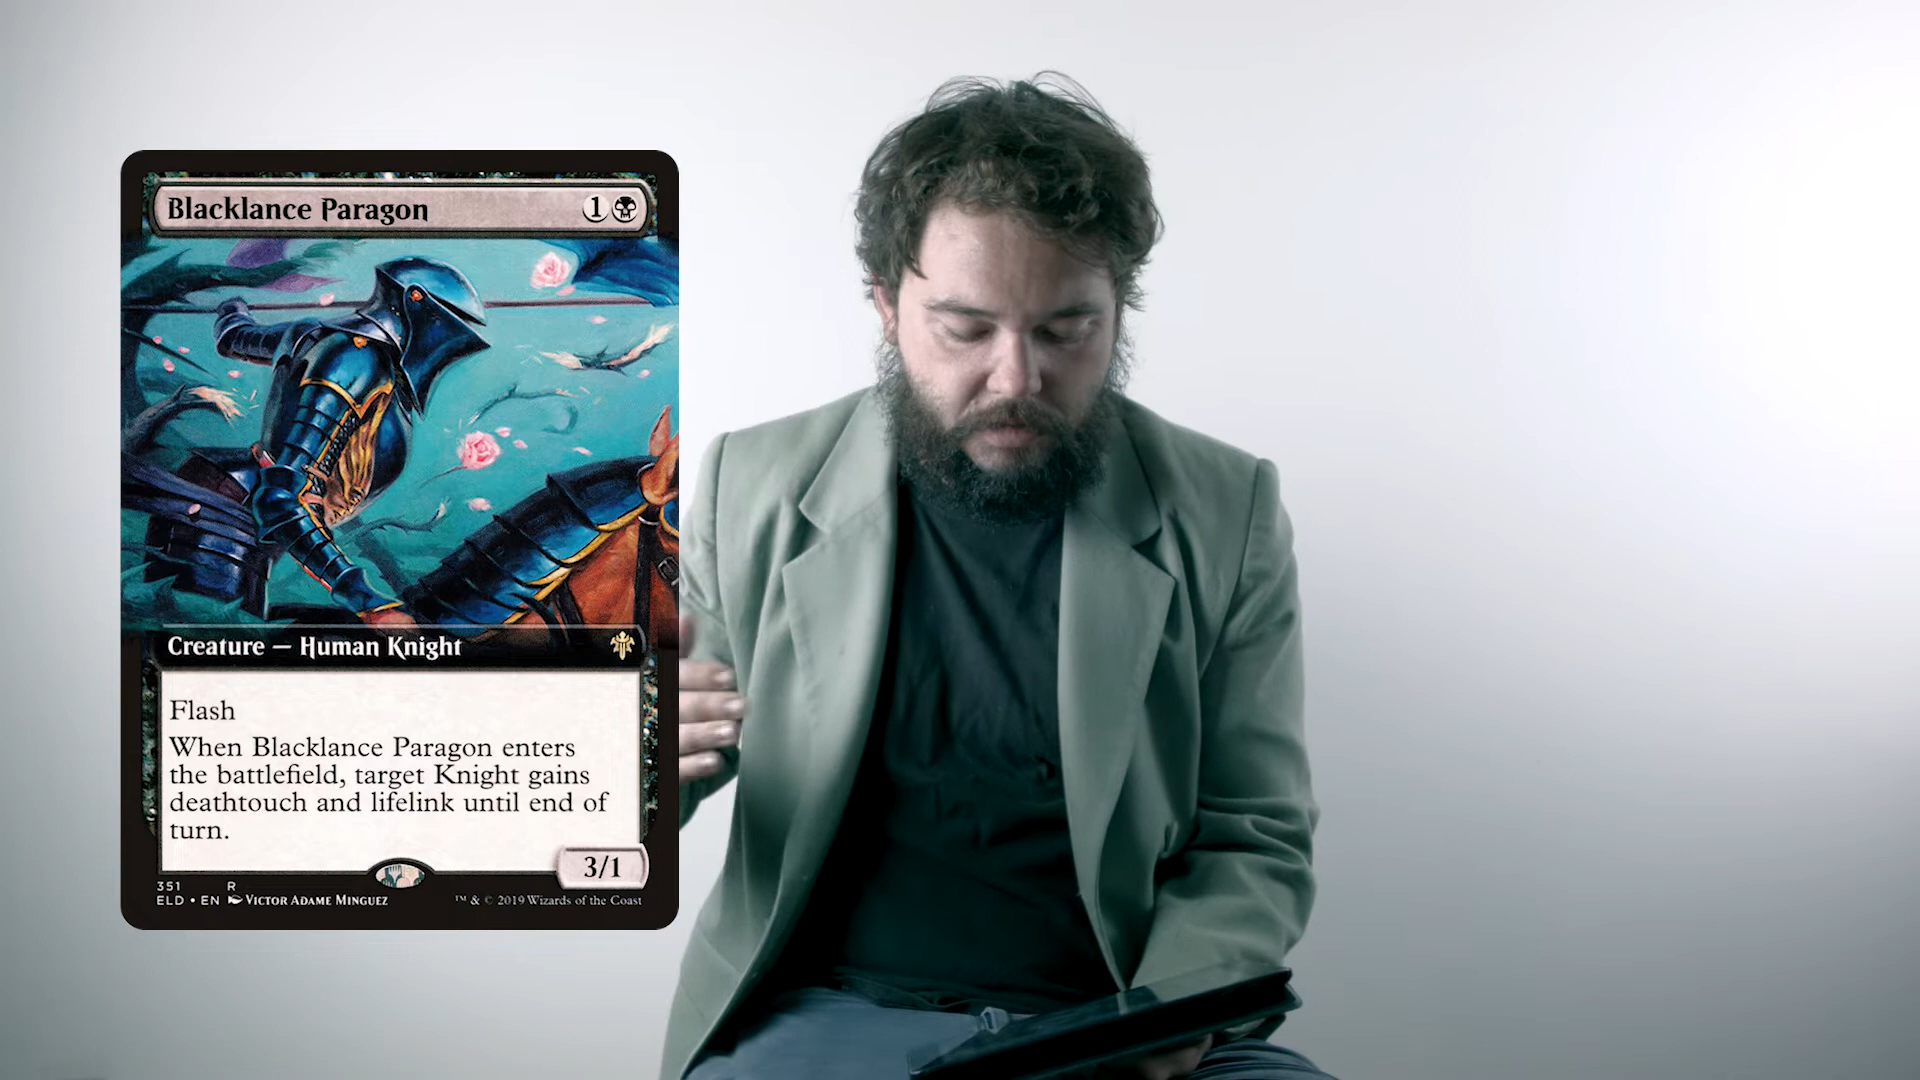 Blacklance Paragon 1
Creature — Human Knight
Flash
When Blacklance Paragon enters
the battlefield, target Knight gains
deathtouch and lifelink until end of
turn.
3/1
351 R
ELD • EN Victor Adame Minguez ™ & © 2019 Wizards of the Coast